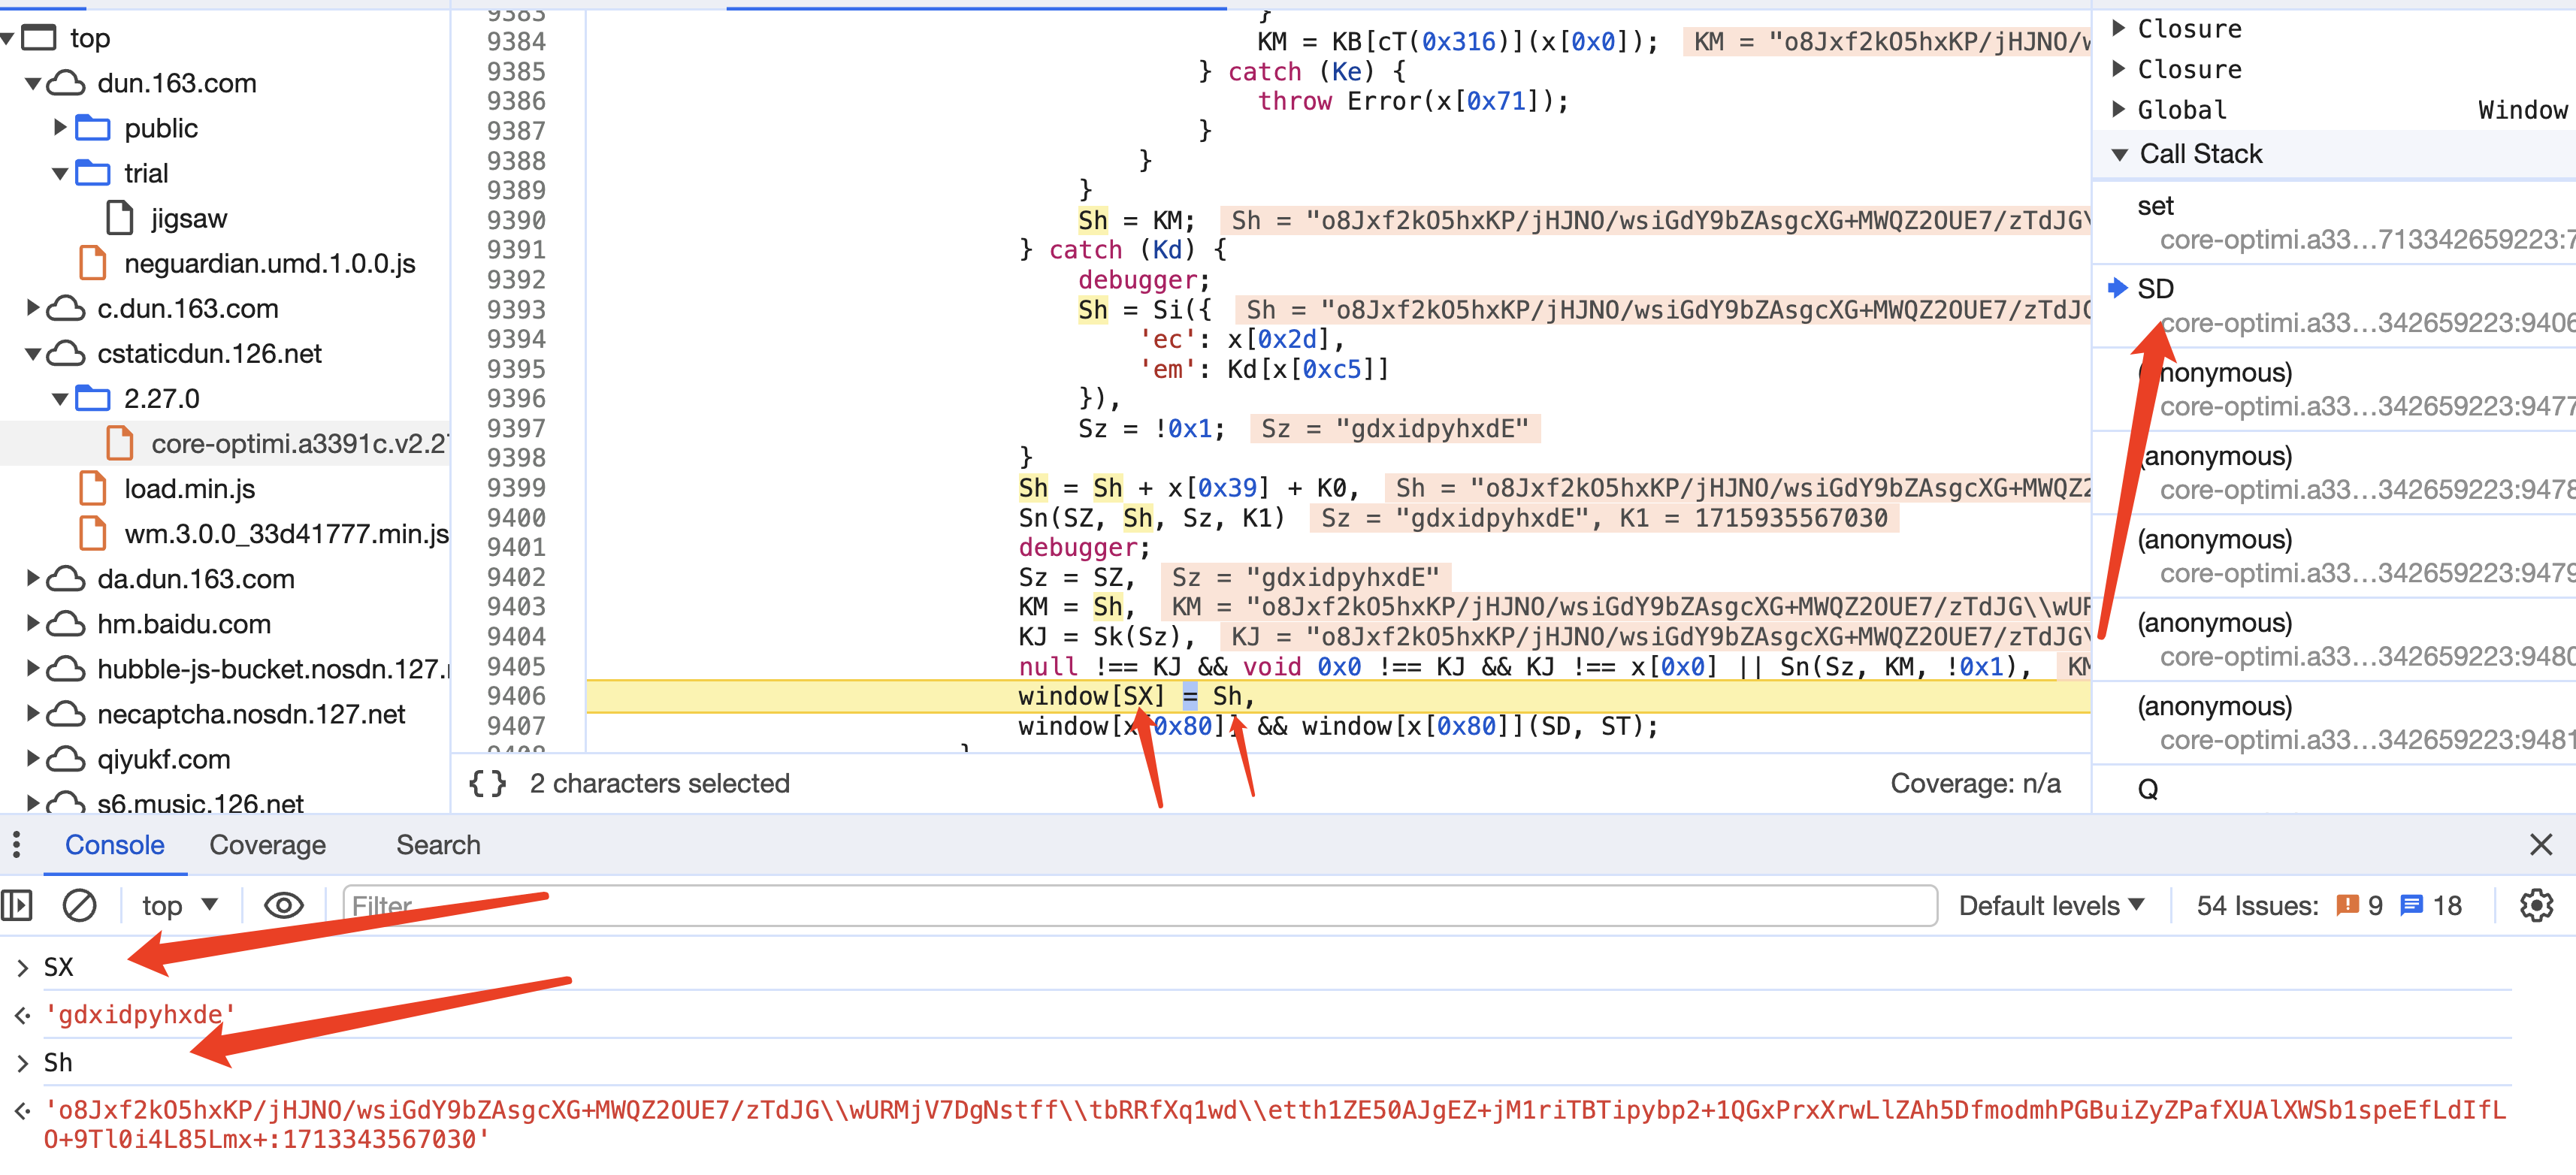 top
dun.163.com
public
trial
jigsaw
neguardian.umd.1.0.0.js
c.dun.163.com
cstaticdun.126.net
2.27.0
core-optimi.a3391c.v2.2
load.min.js
wm.3.0.0_33d41777.min.js
da.dun.163.com
hm.baidu.com
hubble-js-bucket.nosdn.127.
necaptcha.nosdn.127.net
qiyukf.com
s6.music.126.net
9383 }
9384 KM = KB[cT(0x316)](x[0x0]); KM = "o8Jxf2kO5hxKP/jHJNO/w
9385 } catch (Ke) {
9386 throw Error(x[0x71]);
9387 }
9388 }
9389 }
9390 Sh = KM; Sh = "o8Jxf2kO5hxKP/jHJNO/wsiGdY9bZAsgcXG+MWQZ2OUE7/zTdJG\
9391 } catch (Kd) {
9392 debugger;
9393 Sh = Si({ Sh = "o8Jxf2kO5hxKP/jHJNO/wsiGdY9bZAsgcXG+MWQZ2OUE7/zTdJG
9394 'ec': x[0x2d],
9395 'em': Kd[x[0xc5]]
9396 }),
9397 Sz = !0x1; Sz = "gdxidpyhxdE"
9398 }
9399 Sh = Sh + x[0x39] + K0, Sh = "o8Jxf2kO5hxKP/jHJNO/wsiGdY9bZAsgcXG+MWQZ2
9400 Sn(SZ, Sh, Sz, K1) Sz = "gdxidpyhxdE", K1 = 1715935567030
9401 debugger;
9402 Sz = SZ, Sz = "gdxidpyhxdE"
9403 KM = Sh, KM = "o8Jxf2kO5hxKP/jHJNO/wsiGdY9bZAsgcXG+MWQZ2OUE7/zTdJG\\wUR
9404 KJ = Sk(Sz), KJ = "o8Jxf2kO5hxKP/jHJNO/wsiGdY9bZAsgcXG+MWQZ2OUE7/zTdJG\
9405 null !== KJ && void 0x0 !== KJ && KJ !== x[0x0] || Sn(Sz, KM, !0x1), KM
9406 window[SX] = Sh,
9407 window[x[0x80]] && window[x[0x80]](SD, ST);
9408 }
{} 2 characters selected Coverage: n/a
Closure
Closure
Global Window
Call Stack
set
core-optimi.a33…713342659223:7
SD
core-optimi.a33…342659223:9406
(anonymous)
core-optimi.a33…342659223:9477
(anonymous)
core-optimi.a33…342659223:9478
(anonymous)
core-optimi.a33…342659223:9479
(anonymous)
core-optimi.a33…342659223:9480
(anonymous)
core-optimi.a33…342659223:9481
Q
Console Coverage Search
top Filter Default levels 54 Issues: 9 18
> SX
'gdxidpyhxde'
> Sh
'o8Jxf2kO5hxKP/jHJNO/wsiGdY9bZAsgcXG+MWQZ2OUE7/zTdJG\\wURMjV7DgNstff\\tbRRfXq1wd\\etth1ZE50AJgEZ+jM1riTBTipybp2+1QGxPrxXrwLlZAh5DfmodmhPGBuiZyZPafXUAlXWSb1speEfLdIfL
O+9Tl0i4L85Lmx+:1713343567030'